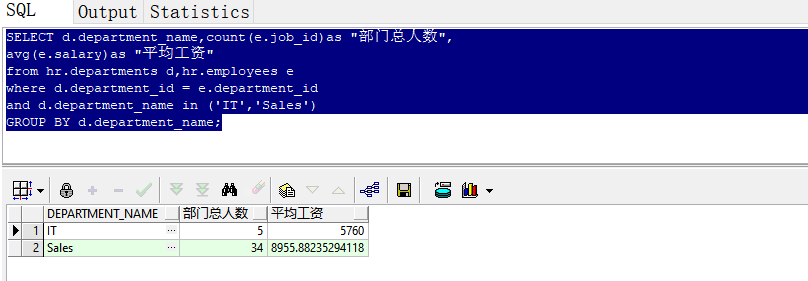 SQL Output Statistics
SELECT d.department_name,count(e.job_id)as "部门总人数",
avg(e.salary)as "平均工资"
from hr.departments d,hr.employees e
where d.department_id = e.department_id
and d.department_name in ('IT','Sales')
GROUP BY d.department_name;
DEPARTMENT_NAME 部门总人数 平均工资
1 IT ... 5 5760
2 Sales ... 34 8955.88235294118